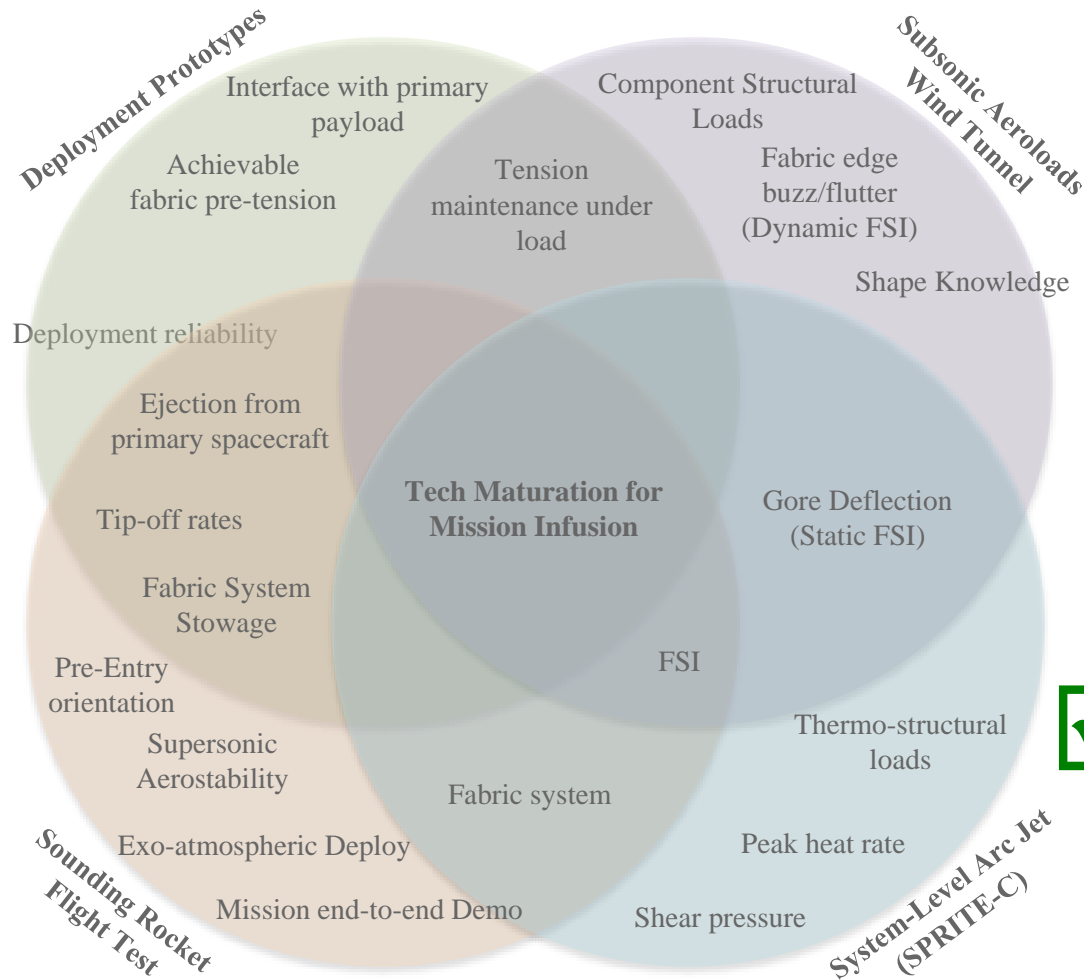 Deployment Prototypes
Subsonic Aeroloads
Wind Tunnel
Interface with primary
payload
Achievable
fabric pre-tension
Tension
maintenance under
load
Component Structural
Loads
Fabric edge
buzz/flutter
(Dynamic FSI)
Shape Knowledge
Deployment reliability
Ejection from
primary spacecraft
Tip-off rates
Fabric System
Stowage
Tech Maturation for
Mission Infusion
Gore Deflection
(Static FSI)
FSI
Pre-Entry
orientation
Supersonic
Aerostability
Exo-atmospheric Deploy
Mission end-to-end Demo
Fabric system
Thermo-structural
loads
Peak heat rate
Shear pressure
Sounding Rocket
Flight Test
System-Level Arc Jet
(SPRITE-C)